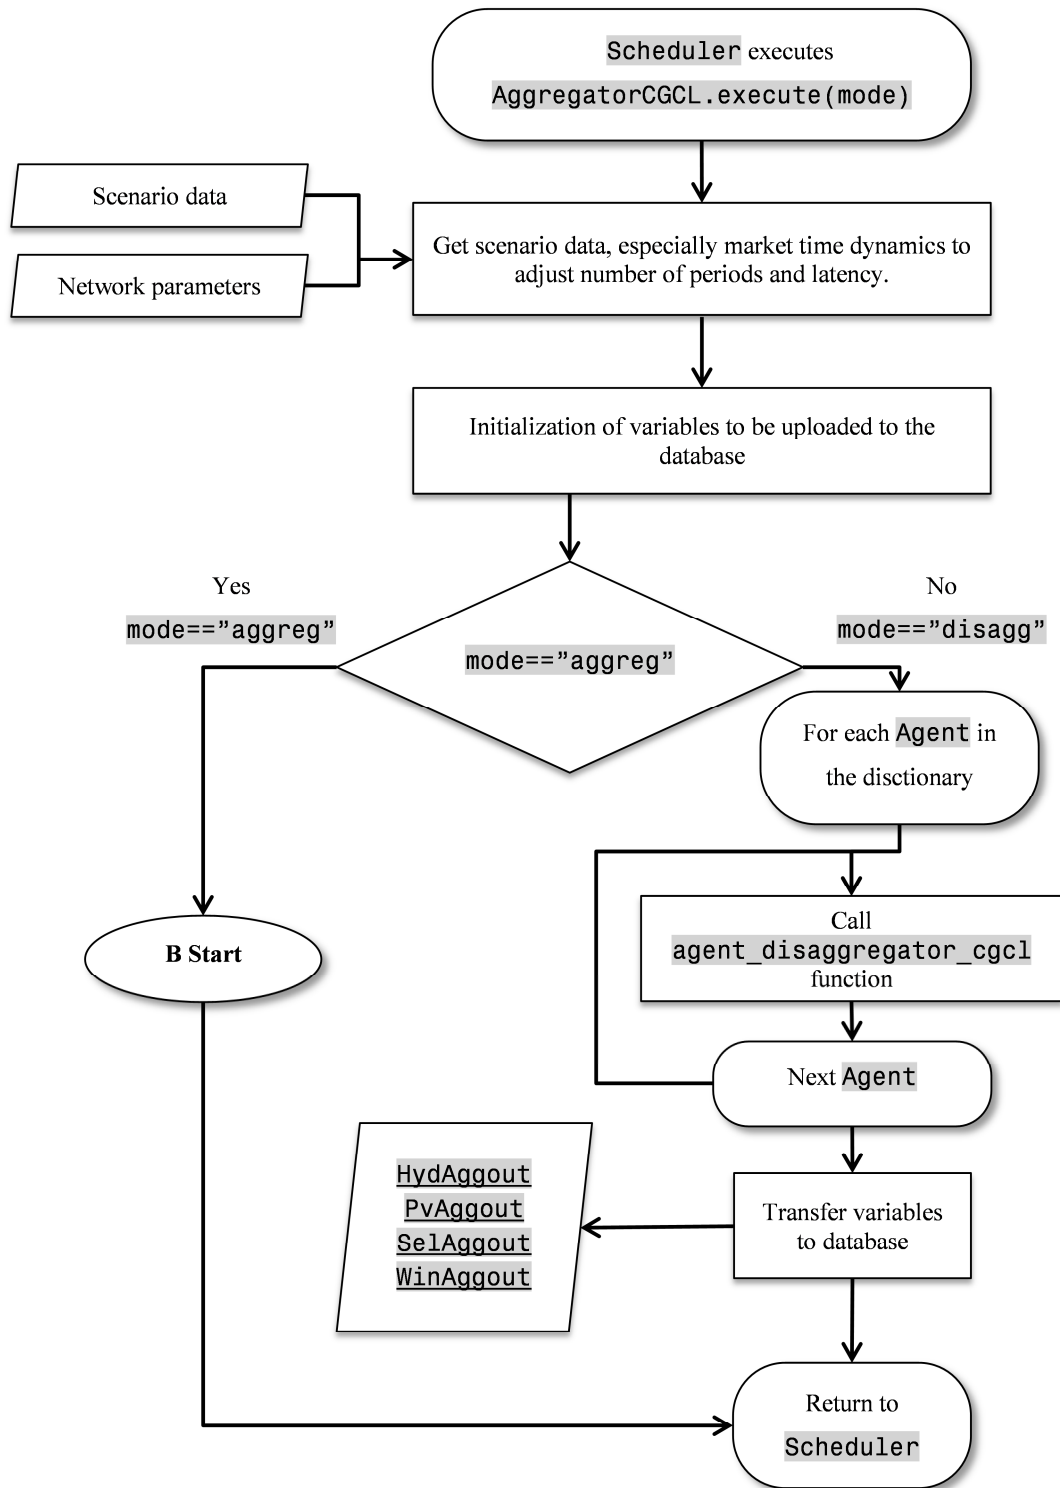 Scheduler executes
AggregatorCGCL.execute(mode)
Scenario data
Network parameters
Get scenario data, especially market time dynamics to
adjust number of periods and latency.
Initialization of variables to be uploaded to the
database
Yes
mode==”aggreg”
No
mode==”disagg”
mode==”aggreg”
For each Agent in
the disctionary
B Start
Call
agent_disaggregator_cgcl
function
Next Agent
HydAggout
PvAggout
SelAggout
WinAggout
Transfer variables
to database
Return to
Scheduler